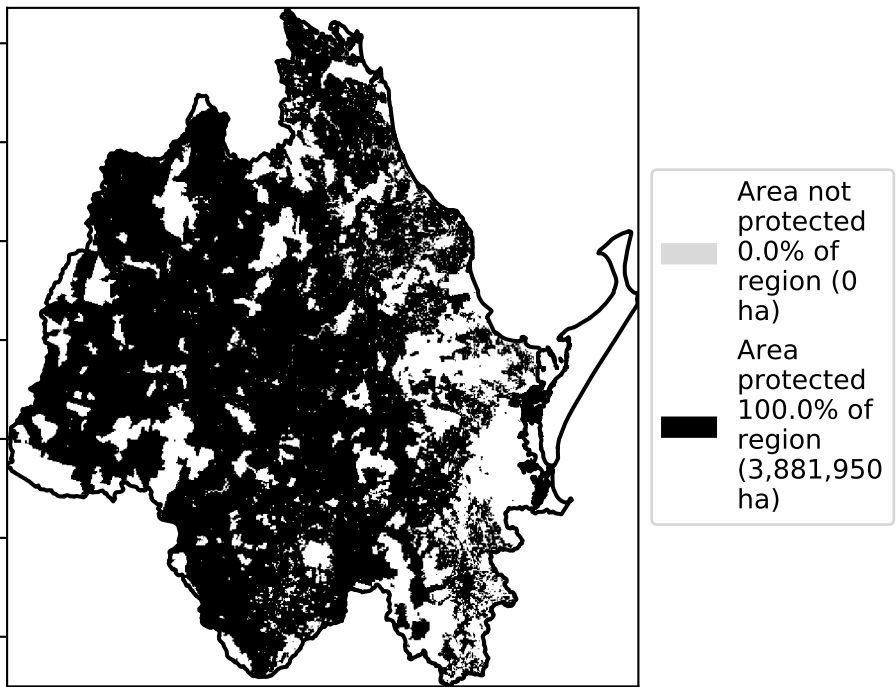 Area not
protected
0.0% of
region (0
ha)
Area
protected
100.0% of
region
(3,881,950
ha)